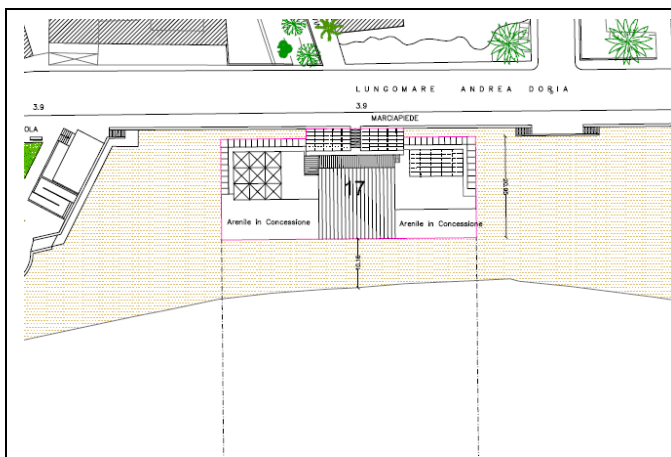 LUNGOMARE ANDREA DORIA
3.9
3.9
MARCIAPIEDE
OLA
17
Arenile in Concessione
Arenile in Concessione